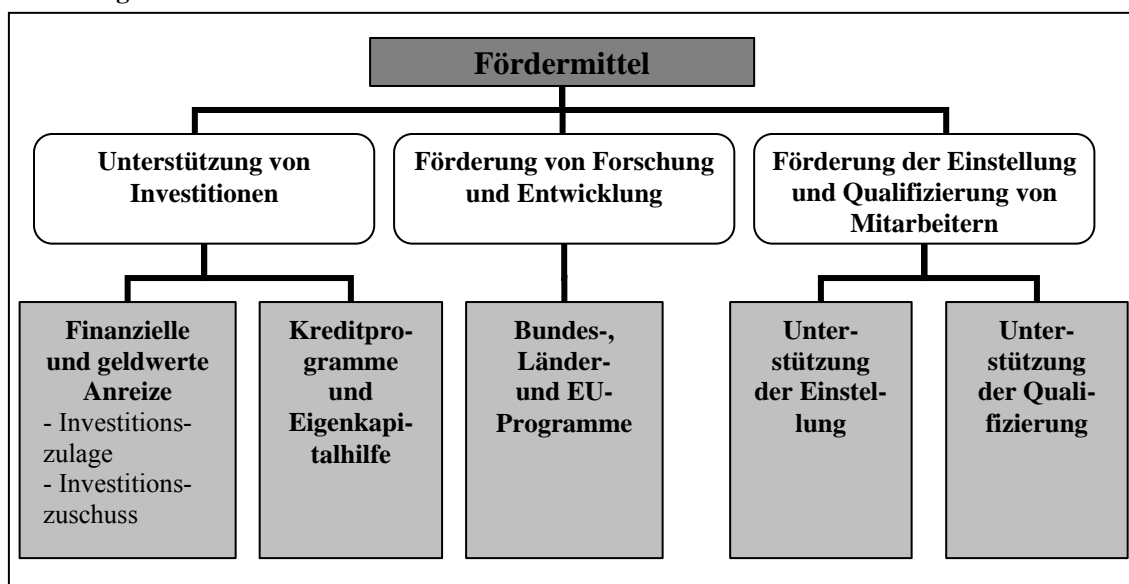 Fördermittel
Unterstützung von
Investitionen
Förderung von Forschung
und Entwicklung
Förderung der Einstellung
und Qualifizierung von
Mitarbeitern
Finanzielle
und geldwerte
Anreize
- Investitions-
zulage
- Investitions-
zuschuss
Kreditpro-
gramme
und
Eigenkapi-
talhilfe
Bundes-,
Länder-
und EU-
Programme
Unter-
stützung
der Einstel-
lung
Unter-
stützung
der Quali-
fizierung